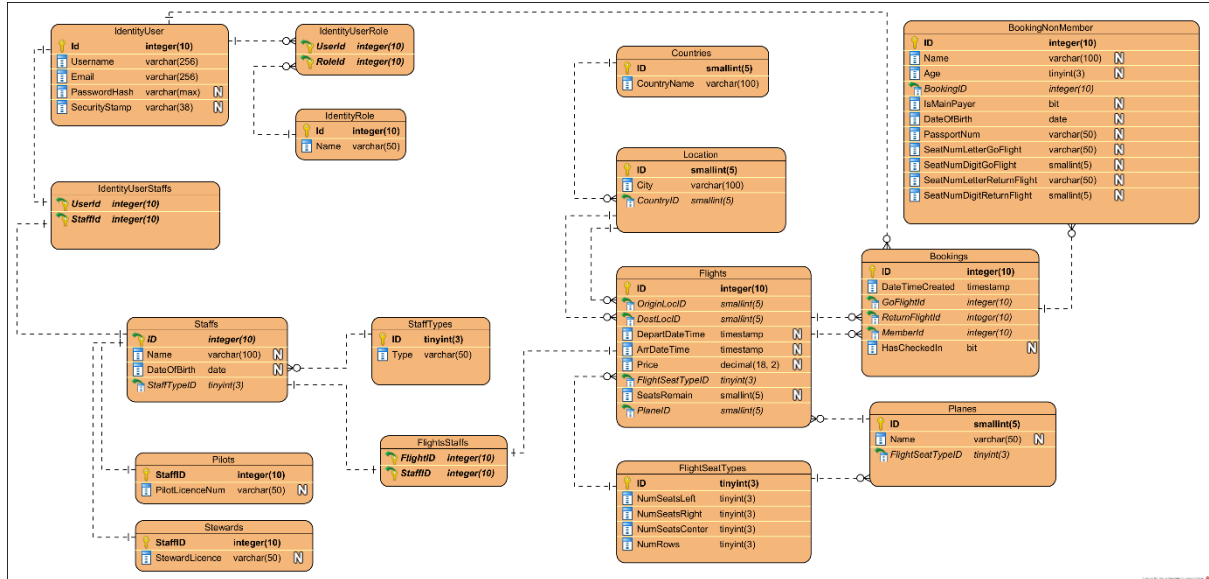 IdentityUser
Id integer(10)
Username varchar(256)
Email varchar(256)
PasswordHash varchar(max) N
SecurityStamp varchar(38) N
IdentityUserRole
UserId integer(10)
RoleId integer(10)
IdentityRole
Id integer(10)
Name varchar(50)
IdentityUserStaffs
UserId integer(10)
StaffId integer(10)
Staffs
ID integer(10)
Name varchar(100) N
DateOfBirth date N
StaffTypeID tinyint(3)
StaffTypes
ID tinyint(3)
Type varchar(50)
Pilots
StaffID integer(10)
PilotLicenceNum varchar(50) N
Stewards
StaffID integer(10)
StewardLicence varchar(50) N
FlightsStaffs
FlightID integer(10)
StaffID integer(10)
Countries
ID smallint(5)
CountryName varchar(100)
Location
ID smallint(5)
City varchar(100)
CountryID smallint(5)
Flights
ID integer(10)
OriginLocID smallint(5)
DestLocID smallint(5)
DepartDateTime timestamp N
ArrDateTime timestamp N
Price decimal(18, 2) N
FlightSeatTypeID tinyint(3)
SeatsRemain smallint(5) N
PlaneID smallint(5)
FlightSeatTypes
ID tinyint(3)
NumSeatsLeft tinyint(3)
NumSeatsRight tinyint(3)
NumSeatsCenter tinyint(3)
NumRows tinyint(3)
BookingNonMember
ID integer(10)
Name varchar(100) N
Age tinyint(3) N
BookingID integer(10)
IsMainPayer bit N
DateOfBirth date N
PassportNum varchar(50) N
SeatNumLetterGoFlight varchar(50) N
SeatNumDigitGoFlight smallint(5) N
SeatNumLetterReturnFlight varchar(50) N
SeatNumDigitReturnFlight smallint(5) N
Bookings
ID integer(10)
DateTimeCreated timestamp
GoFlightId integer(10)
ReturnFlightId integer(10)
MemberId integer(10)
HasCheckedIn bit N
Planes
ID smallint(5)
Name varchar(50) N
FlightSeatTypeID tinyint(3)